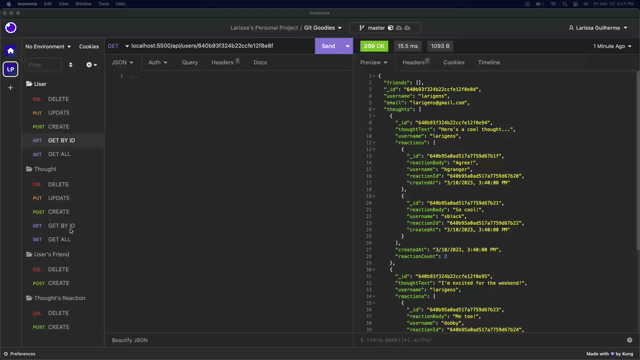 Insomnia
Application Edit View Window Tools Help
Larissa's Personal Project / Git Goodies
master
Larissa Guilherme
No Environment
Cookies
GET localhost:5500/api/users/640b93f324b22ccfe12f8e8f
Send
200 OK
15.5 ms
1093 B
1 Minute Ago
Filter
JSON
Auth
Query
Headers
Docs
Preview
Headers
Cookies
Timeline
User
DEL DELETE
PUT UPDATE
POST CREATE
GET GET BY ID
GET GET ALL
Thought
DEL DELETE
PUT UPDATE
POST CREATE
GET GET BY ID
GET GET ALL
User's Friend
DEL DELETE
POST CREATE
Thought's Reaction
DEL DELETE
POST CREATE
1 ...
1 {
2 "friends": [],
3 "_id": "640b93f324b22ccfe12f8e8d",
4 "username": "larigens",
5 "email": "larigens@gmail.com",
6 "thoughts": [
7 {
8 "_id": "640b93f324b22ccfe12f8e94",
9 "thoughtText": "Here's a cool thought...",
10 "username": "larigens",
11 "reactions": [
12 {
13 "_id": "640b95a0ad517a7769d21b1f",
14 "reactionBody": "Agree!",
15 "username": "hgranger",
16 "reactionId": "640b95a0ad517a7769d21b20",
17 "createdAt": "3/10/2023, 3:40:00 PM"
18 },
19 {
20 "_id": "640b95a0ad517a7769d21b21",
21 "reactionBody": "So cool!",
22 "username": "sblack",
23 "reactionId": "640b95a0ad517a7769d21b22",
24 "createdAt": "3/10/2023, 3:40:00 PM"
25 }
26 ],
27 "createdAt": "3/10/2023, 3:40:00 PM",
28 "reactionCount": 2
29 },
30 {
31 "_id": "640b93f324b22ccfe12f8e95",
32 "thoughtText": "I'm excited for the weekend!",
33 "username": "larigens",
34 "reactions": [
35 {
36 "_id": "640b95a0ad517a7769d21b23",
37 "reactionBody": "Me too!",
38 "username": "dobby",
39 "reactionId": "640b95a0ad517a7769d21b24",
Beautify JSON
$.store.books[*].author
Preferences
Made with ♥ by Kong